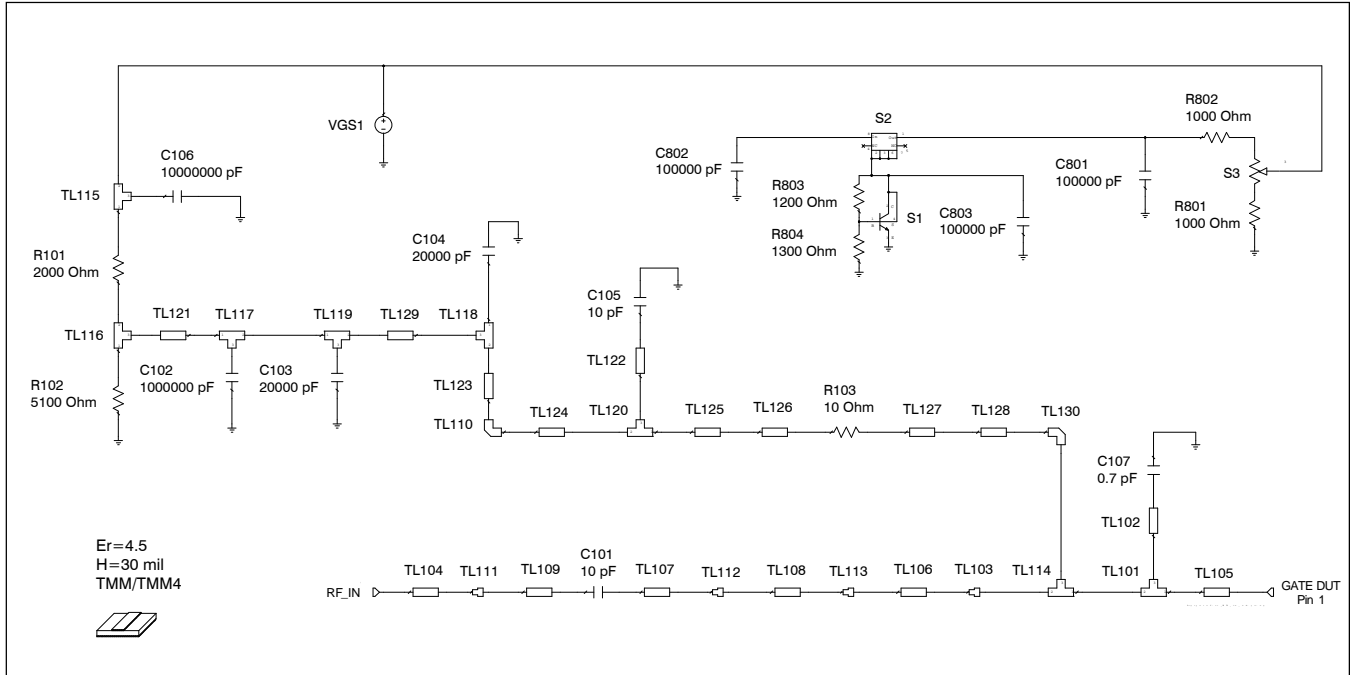 R802
1000 Ohm
S2
VGS1
C802
100000 pF
C801
100000 pF
S3
C106
10000000 pF
R803
1200 Ohm
TL115
R801
1000 Ohm
S1
C803
100000 pF
R804
1300 Ohm
C104
20000 pF
R101
2000 Ohm
C105
10 pF
TL116
TL121
TL117
TL119
TL129
TL118
TL122
C102
1000000 pF
C103
20000 pF
R102
5100 Ohm
TL123
R103
10 Ohm
TL110
TL124
TL120
TL125
TL126
TL127
TL128
TL130
C107
0.7 pF
TL102
Er=4.5
H=30 mil
TMM/TMM4
C101
10 pF
TL104
TL111
TL109
TL107
TL112
TL108
TL113
TL106
TL103
TL114
TL101
TL105
RF_IN
GATE DUT
Pin 1